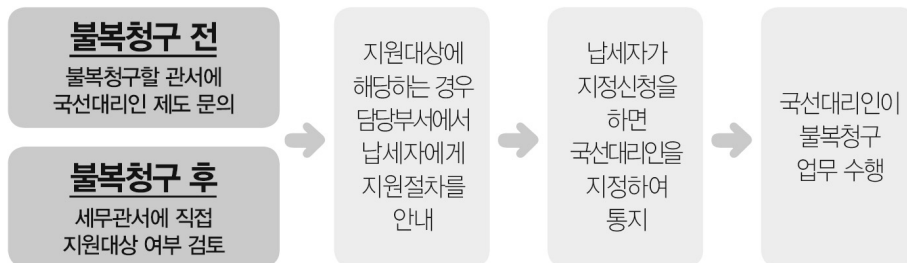 불복청구 전
불복청구할 관서에
국선대리인 제도 문의
불복청구 후
세무관서에 직접
지원대상 여부 검토
지원대상에
해당하는 경우
담당부서에서
납세자에게
지원절차를
안내
납세자가
지정신청을
하면
국선대리인을
지정하여
통지
국선대리인이
불복청구
업무 수행